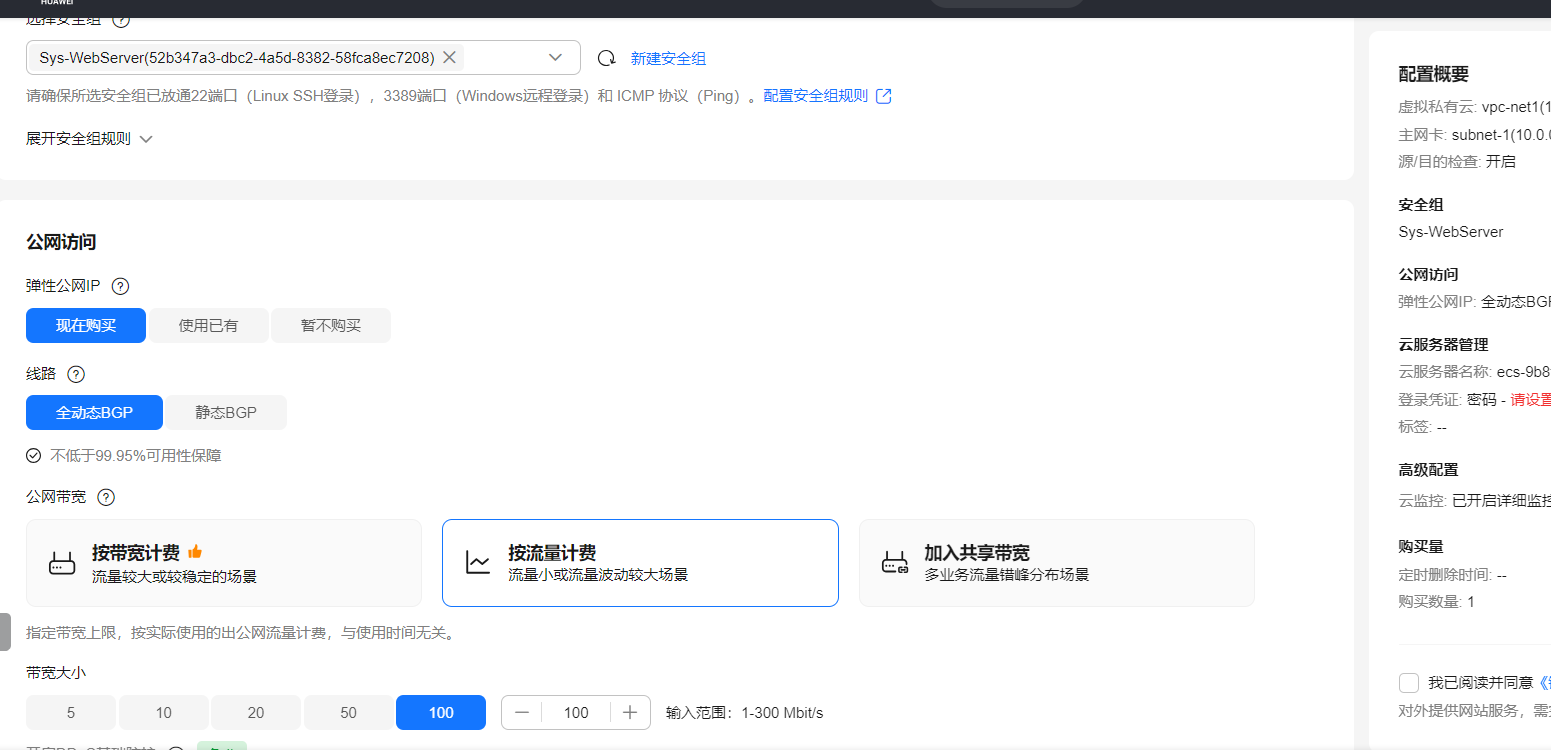 HUAWEI
选择安全组
Sys-WebServer(52b347a3-dbc2-4a5d-8382-58fca8ec7208)
新建安全组
请确保所选安全组已放通22端口（Linux SSH登录），3389端口（Windows远程登录）和 ICMP 协议（Ping）。配置安全组规则
展开安全组规则
公网访问
弹性公网IP
现在购买 使用已有 暂不购买
线路
全动态BGP 静态BGP
不低于99.95%可用性保障
公网带宽
按带宽计费
流量较大或较稳定的场景
按流量计费
流量小或流量波动较大场景
加入共享带宽
多业务流量错峰分布场景
指定带宽上限，按实际使用的出公网流量计费，与使用时间无关。
带宽大小
5 10 20 50 100 — 100 + 输入范围：1-300 Mbit/s
配置概要
虚拟私有云: vpc-net1(1
主网卡: subnet-1(10.0.0
源/目的检查: 开启
安全组
Sys-WebServer
公网访问
弹性公网IP: 全动态BGP
云服务器管理
云服务器名称: ecs-9b8
登录凭证: 密码 - 请设置
标签: --
高级配置
云监控: 已开启详细监控
购买量
定时删除时间: --
购买数量: 1
我已阅读并同意
对外提供网站服务，需